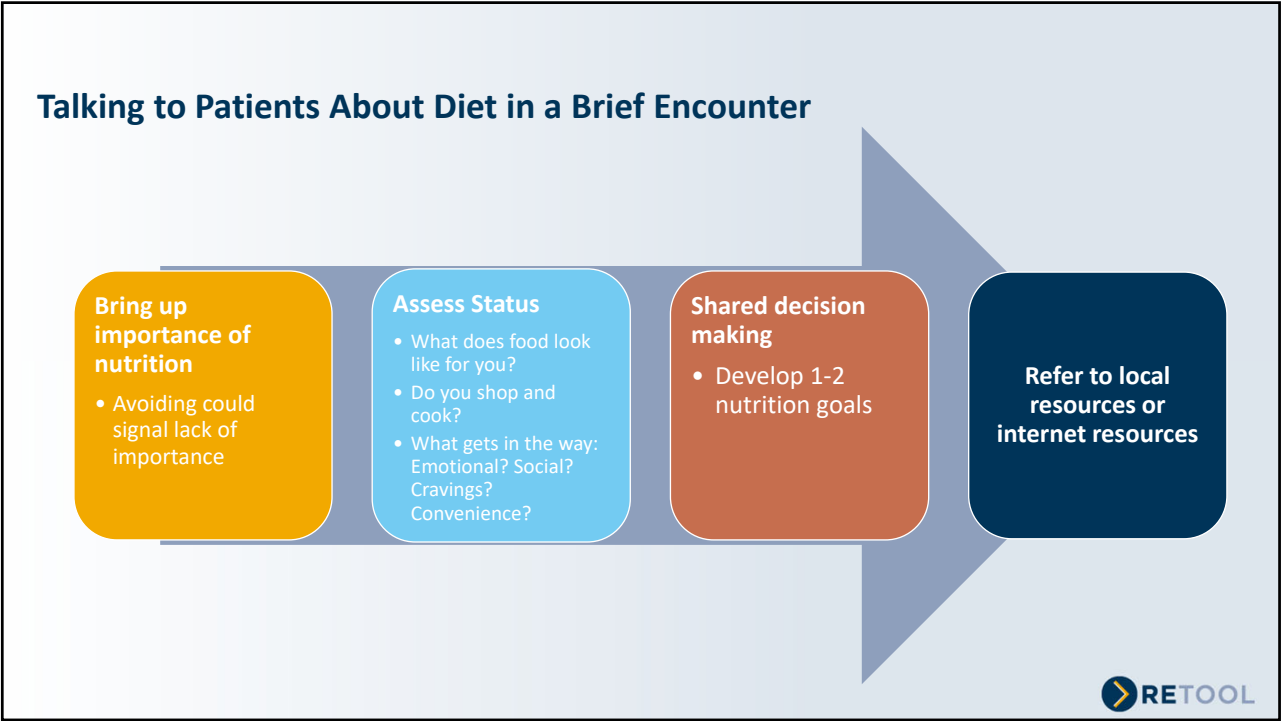 Talking to Patients About Diet in a Brief Encounter
Bring up
importance of
nutrition
• Avoiding could
signal lack of
importance
Assess Status
• What does food look
like for you?
• Do you shop and
cook?
• What gets in the way:
Emotional? Social?
Cravings?
Convenience?
Shared decision
making
• Develop 1-2
nutrition goals
Refer to local
resources or
internet resources
RETOOL